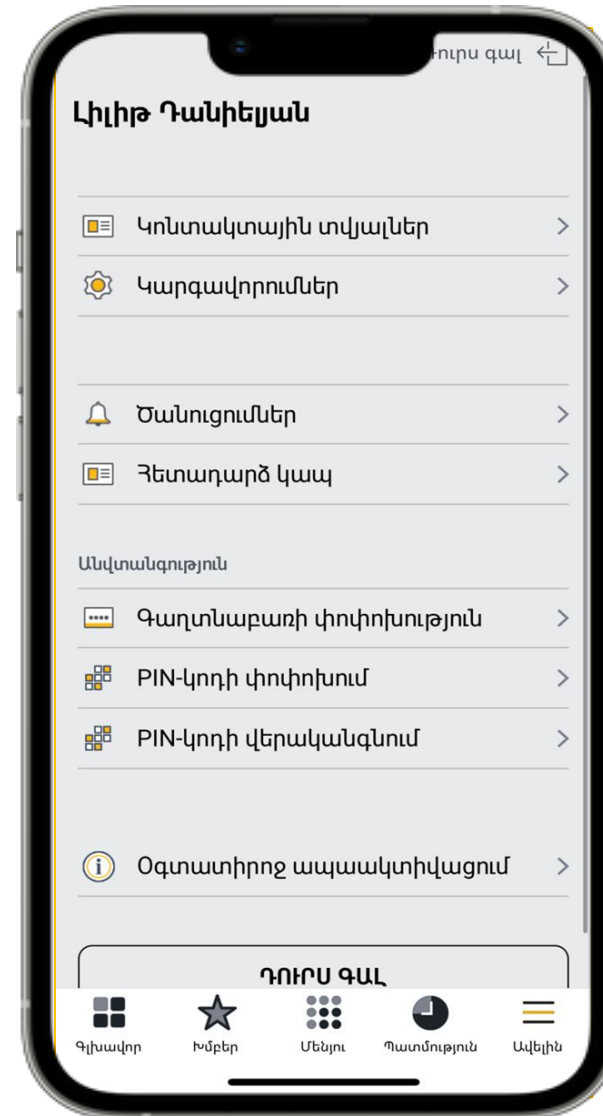 գալ
Լիլիթ Դանիելյան
Կոնտակտային տվյալներ
Կարգավորումներ
Ծանուցումներ
Հետադարձ կապ
Անվտանգություն
Գաղտնաբառի փոփոխություն
PIN-կոդի փոփոխում
PIN-կոդի վերականգնում
Օգտատիրոջ ապաակտիվացում
ԴՈՒՐՍ ԳԱԼ
Գլխավոր Խմբեր Մենյու Պատմություն Ավելին